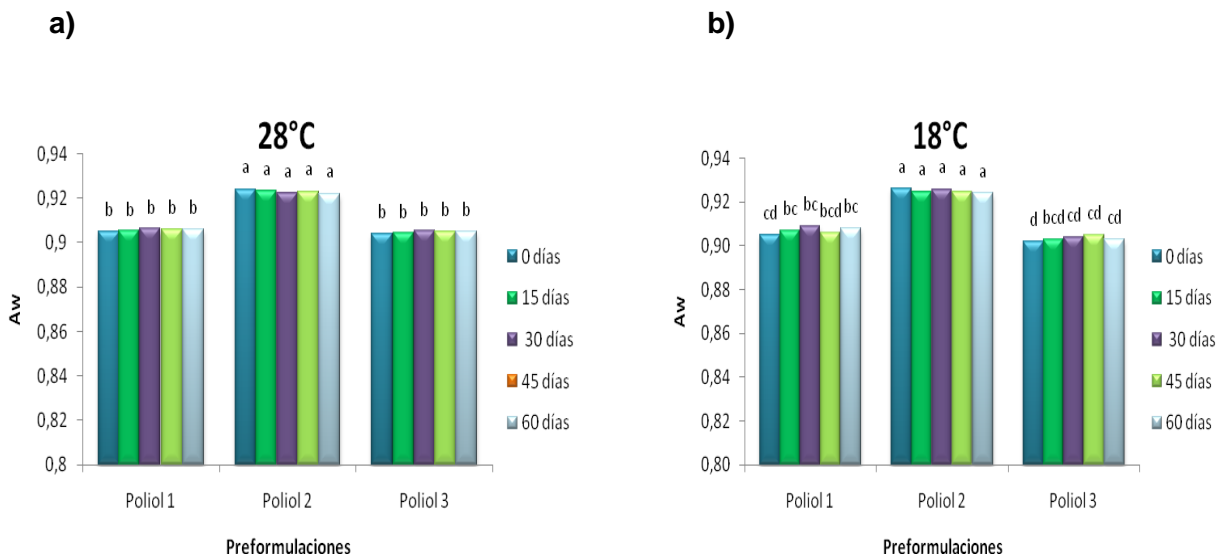 a)
28°C
0,94
0,92
0,9
0,88
0,86
0,84
0,82
0,8
Aw
a a a a a
b b b b b
b b b b b
Poliol 1 Poliol 2 Poliol 3
Preformulaciones
0 días
15 días
30 días
45 días
60 días
b)
18°C
0,94
0,92
0,90
0,88
0,86
0,84
0,82
0,80
Aw
a a a a a
cd bc bc bcd bc
d bcd cd cd cd
Poliol 1 Poliol 2 Poliol 3
Preformulaciones
0 días
15 días
30 días
45 días
60 días